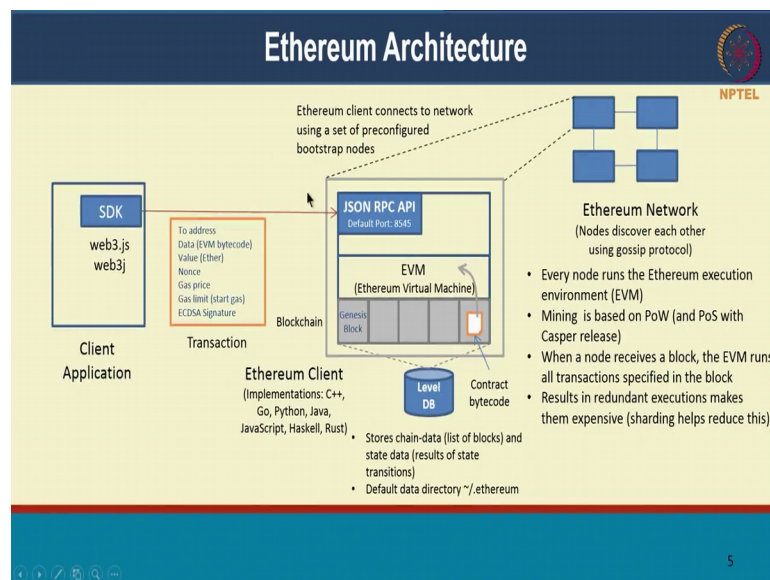 Ethereum Architecture
NPTEL
Ethereum client connects to network
using a set of preconfigured
bootstrap nodes
SDK
web3.js
web3j
Client
Application
To address
Data (EVM bytecode)
Value (Ether)
Nonce
Gas price
Gas limit (start gas)
ECDSA Signature
Transaction
JSON RPC API
Default Port: 8545
EVM
(Ethereum Virtual Machine)
Blockchain
Genesis
Block
Ethereum Client
(Implementations: C++,
Go, Python, Java,
JavaScript, Haskell, Rust)
Level
DB
Contract
bytecode
• Stores chain-data (list of blocks) and
state data (results of state
transitions)
• Default data directory ~/.ethereum
Ethereum Network
(Nodes discover each other
using gossip protocol)
• Every node runs the Ethereum execution
environment (EVM)
• Mining is based on PoW (and PoS with
Casper release)
• When a node receives a block, the EVM runs
all transactions specified in the block
• Results in redundant executions makes
them expensive (sharding helps reduce this)
5